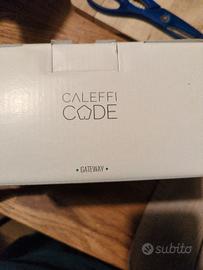 CALEFFI
CODE
• GATEWAY •
subito